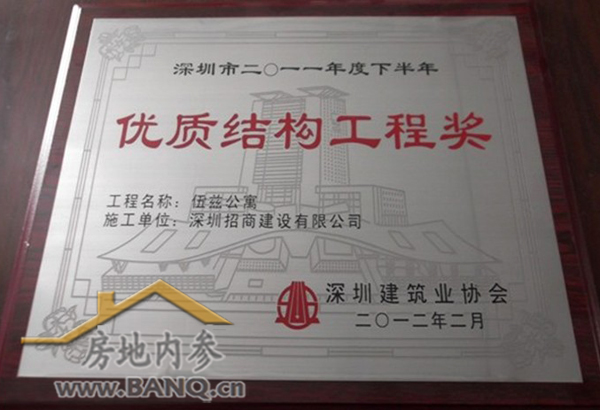 深圳市二〇一一年度下半年
优质结构工程奖
工程名称：伍兹公寓
施工单位：深圳招商建设有限公司
深圳建筑业协会
二〇一二年二月
房地内参
www.BANQ.cn